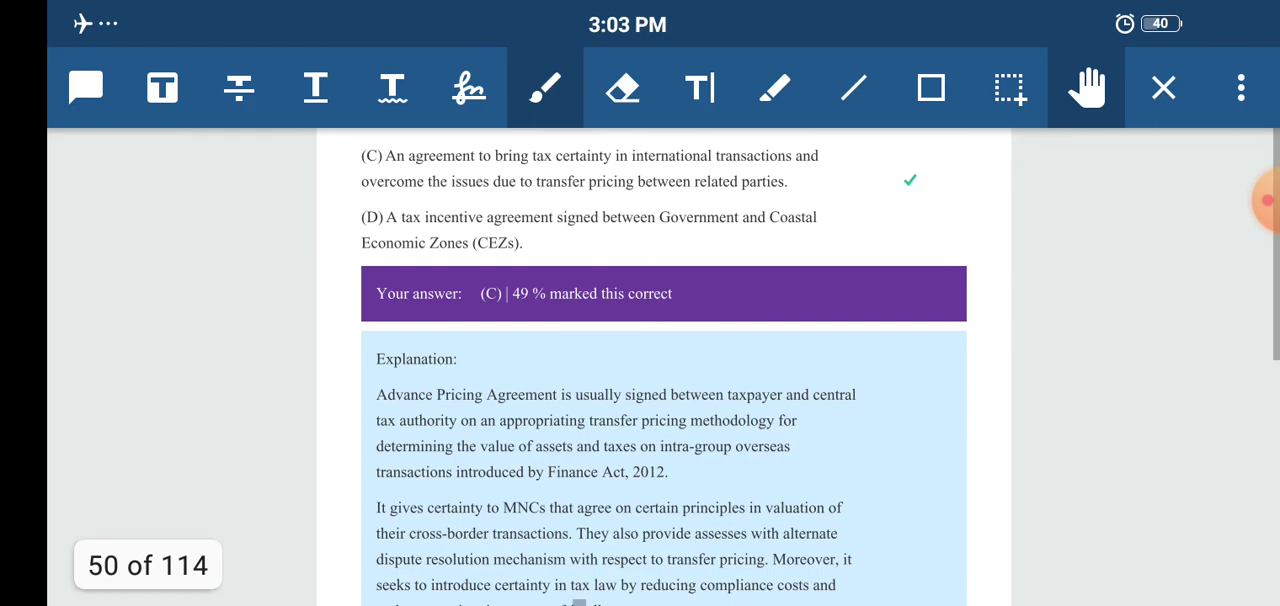 3:03 PM
40
(C) An agreement to bring tax certainty in international transactions and
overcome the issues due to transfer pricing between related parties.
(D) A tax incentive agreement signed between Government and Coastal
Economic Zones (CEZs).
Your answer: (C) | 49 % marked this correct
Explanation:
Advance Pricing Agreement is usually signed between taxpayer and central
tax authority on an appropriating transfer pricing methodology for
determining the value of assets and taxes on intra-group overseas
transactions introduced by Finance Act, 2012.
It gives certainty to MNCs that agree on certain principles in valuation of
their cross-border transactions. They also provide assesses with alternate
dispute resolution mechanism with respect to transfer pricing. Moreover, it
seeks to introduce certainty in tax law by reducing compliance costs and
50 of 114